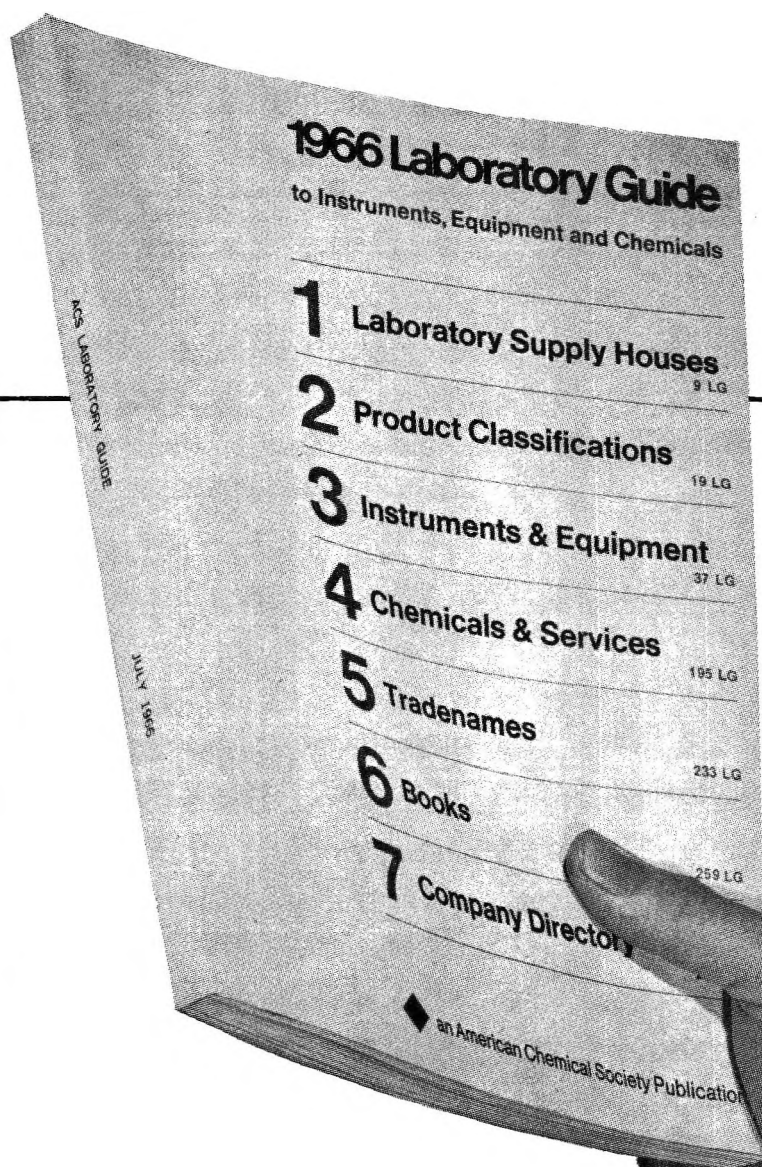 1966 Laboratory Guide
to Instruments, Equipment and Chemicals
1 Laboratory Supply Houses
9 LG
2 Product Classifications
19 LG
3 Instruments & Equipment
37 LG
4 Chemicals & Services
195 LG
5 Tradenames
233 LG
6 Books
259 LG
7 Company Directory
an American Chemical Society Publication
ACS LABORATORY GUIDE
JULY 1966